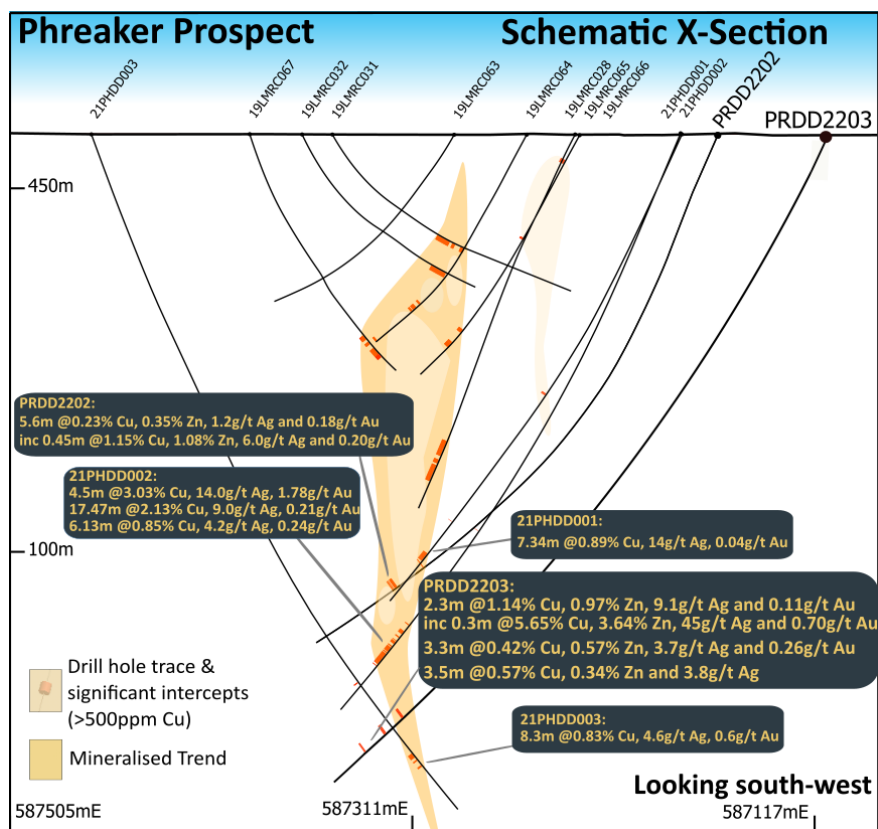 Phreaker Prospect
Schematic X-Section
21PHDD003
19LMRC067
19LMRC032
19LMRC031
19LMRC063
19LMRC064
19LMRC028
19LMRC065
19LMRC066
21PHDD001
21PHDD002
PRDD2202
PRDD2203
450m
PRDD2202:
5.6m @0.23% Cu, 0.35% Zn, 1.2g/t Ag and 0.18g/t Au
inc 0.45m @1.15% Cu, 1.08% Zn, 6.0g/t Ag and 0.20g/t Au
21PHDD002:
4.5m @3.03% Cu, 14.0g/t Ag, 1.78g/t Au
17.47m @2.13% Cu, 9.0g/t Ag, 0.21g/t Au
6.13m @0.85% Cu, 4.2g/t Ag, 0.24g/t Au
100m
21PHDD001:
7.34m @0.89% Cu, 14g/t Ag, 0.04g/t Au
PRDD2203:
2.3m @1.14% Cu, 0.97% Zn, 9.1g/t Ag and 0.11g/t Au
inc 0.3m @5.65% Cu, 3.64% Zn, 45g/t Ag and 0.70g/t Au
3.3m @0.42% Cu, 0.57% Zn, 3.7g/t Ag and 0.26g/t Au
3.5m @0.57% Cu, 0.34% Zn and 3.8g/t Ag
Drill hole trace &
significant intercepts
(>500ppm Cu)
Mineralised Trend
21PHDD003:
8.3m @0.83% Cu, 4.6g/t Ag, 0.6g/t Au
Looking south-west
587505mE
587311mE
587117mE